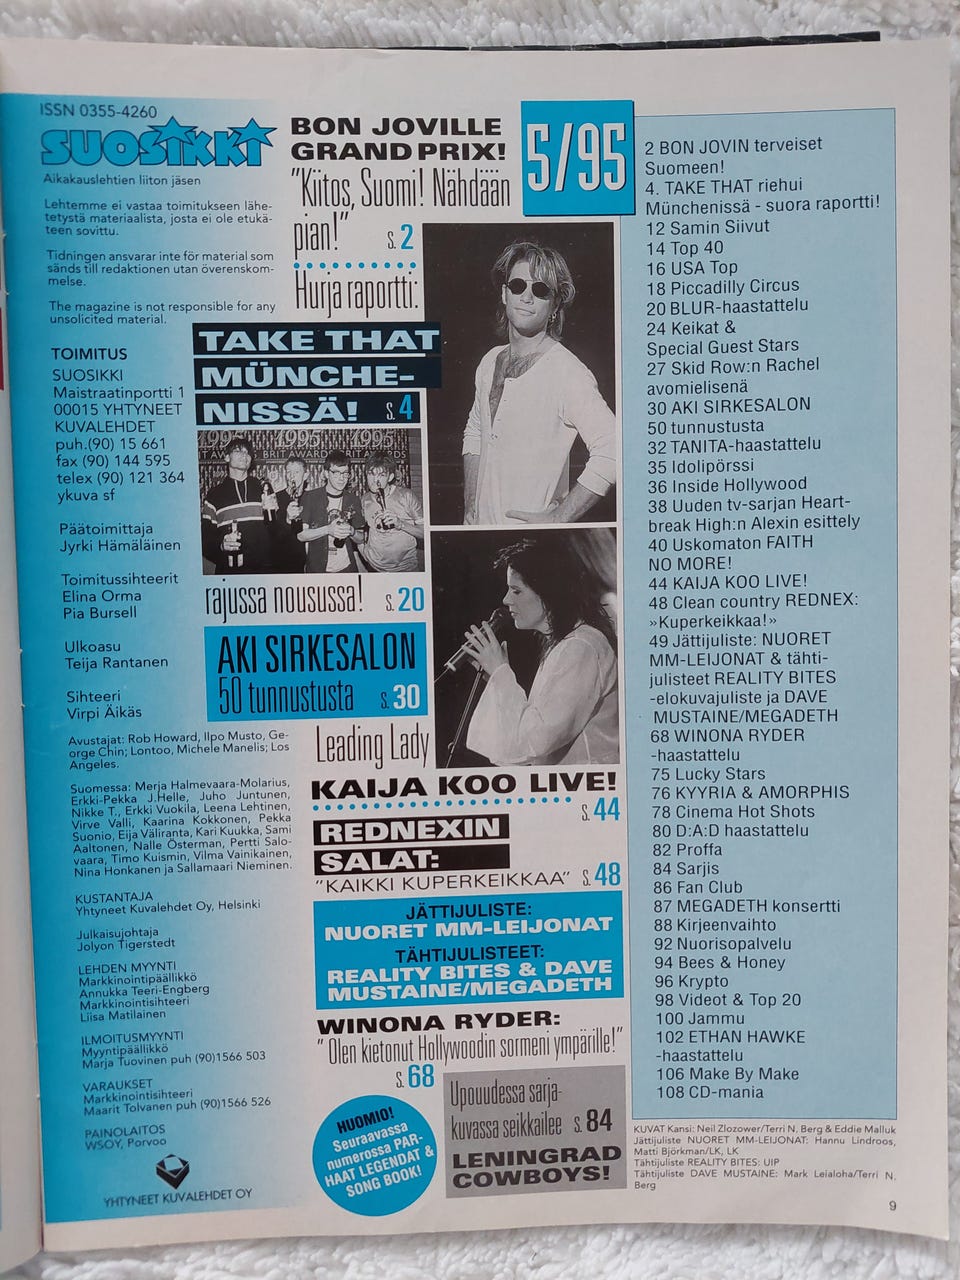 ISSN 0355-4260
SUOSIKKI
Aikakauslehtien liiton jäsen
Lehtemme ei vastaa toimitukseen lähe-
tetystä materiaalista, josta ei ole etukä-
teen sovittu.
Tidningen ansvarar inte för material som
sänds till redaktionen utan överenskom-
melse.
The magazine is not responsible for any
unsolicited material.
TOIMITUS
SUOSIKKI
Maistraatinportti 1
00015 YHTYNEET
KUVALEHDET
puh.(90) 15 661
fax (90) 144 595
telex (90) 121 364
ykuva sf
Päätoimittaja
Jyrki Hämäläinen
Toimitussihteerit
Elina Orma
Pia Bursell
Ulkoasu
Teija Rantanen
Sihteeri
Virpi Äikäs
Avustajat: Rob Howard, Ilpo Musto, Ge-
orge Chin; Lontoo, Michele Manelis; Los
Angeles.
Suomessa: Merja Halmevaara-Molarius,
Erkki-Pekka J.Helle, Juho Juntunen,
Nikke T., Erkki Vuokila, Leena Lehtinen,
Virve Valli, Kaarina Kokkonen, Pekka
Suonio, Eija Väliranta, Kari Kuukka, Sami
Aaltonen, Nalle Österman, Pertti Salo-
vaara, Timo Kuismin, Vilma Vainikainen,
Nina Honkanen ja Sallamaari Nieminen.
KUSTANTAJA
Yhtyneet Kuvalehdet Oy, Helsinki
Julkaisujohtaja
Jolyon Tigerstedt
LEHDEN MYYNTI
Markkinointipäällikkö
Annukka Teeri-Engberg
Markkinointisihteeri
Liisa Matilainen
ILMOITUSMYYNTI
Myyntipäällikkö
Marja Tuovinen puh (90)1566 503
VARAUKSET
Markkinointisihteeri
Maarit Tolvanen puh (90)1566 526
PAINOLAITOS
WSOY, Porvoo
YHTYNEET KUVALEHDET OY
BON JOVILLE
GRAND PRIX!
"Kiitos, Suomi! Nähdään
pian!" s. 2
Hurja raportti:
TAKE THAT
MÜNCHE-
NISSÄ! s. 4
1995 1995 1995
BRIT AWARDS BRIT AWARDS
rajussa nousussa! s. 20
AKI SIRKESALON
50 tunnustusta s. 30
Leading Lady
KAIJA KOO LIVE!
s. 44
REDNEXIN
SALAT:
"KAIKKI KUPERKEIKKAA" s. 48
JÄTTIJULISTE:
NUORET MM-LEIJONAT
TÄHTIJULISTEET:
REALITY BITES & DAVE
MUSTAINE/MEGADETH
WINONA RYDER:
"Olen kietonut Hollywoodin sormeni ympärille!"
s. 68
HUOMIO!
Seuraavassa
numerossa PAR-
HAAT LEGENDAT &
SONG BOOK!
Upouudessa sarja-
kuvassa seikkailee s. 84
LENINGRAD
COWBOYS!
5/95
2 BON JOVIN terveiset
Suomeen!
4. TAKE THAT riehui
Münchenissä - suora raportti!
12 Samin Siivut
14 Top 40
16 USA Top
18 Piccadilly Circus
20 BLUR-haastattelu
24 Keikat &
Special Guest Stars
27 Skid Row:n Rachel
avomielisenä
30 AKI SIRKESALON
50 tunnustusta
32 TANITA-haastattelu
35 Idolipörssi
36 Inside Hollywood
38 Uuden tv-sarjan Heart-
break High:n Alexin esittely
40 Uskomaton FAITH
NO MORE!
44 KAIJA KOO LIVE!
48 Clean country REDNEX:
»Kuperkeikkaa!»
49 Jättijuliste: NUORET
MM-LEIJONAT & tähti-
julisteet REALITY BITES
-elokuvajuliste ja DAVE
MUSTAINE/MEGADETH
68 WINONA RYDER
-haastattelu
75 Lucky Stars
76 KYYRIA & AMORPHIS
78 Cinema Hot Shots
80 D:A:D haastattelu
82 Proffa
84 Sarjis
86 Fan Club
87 MEGADETH konsertti
88 Kirjeenvaihto
92 Nuorisopalvelu
94 Bees & Honey
96 Krypto
98 Videot & Top 20
100 Jammu
102 ETHAN HAWKE
-haastattelu
106 Make By Make
108 CD-mania
KUVAT Kansi: Neil Zlozower/Terri N. Berg & Eddie Malluk
Jättijuliste NUORET MM-LEIJONAT: Hannu Lindroos,
Matti Björkman/LK, LK
Tähtijuliste REALITY BITES: UIP
Tähtijuliste DAVE MUSTAINE: Mark Leialoha/Terri N.
Berg
9